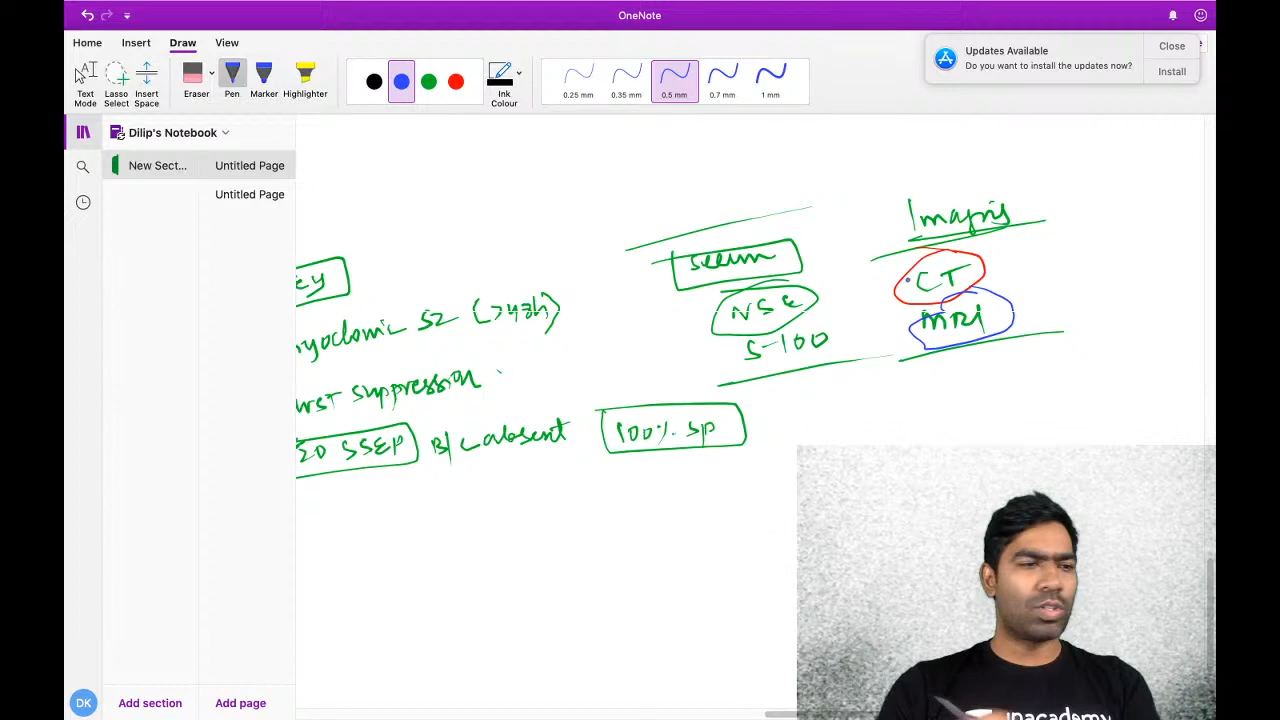 OneNote
Home Insert Draw View
Updates Available
Do you want to install the updates now?
Close
Install
Text Mode
Lasso Select
Insert Space
Eraser
Pen
Marker
Highlighter
Ink Colour
0.25 mm
0.35 mm
0.5 mm
0.7 mm
1 mm
Dilip's Notebook
New Sect...
Untitled Page
Untitled Page
Serum
NSE
S-100
CT
MRI
yoclonic SZ
urst suppression
20 SSEP B/L absent 100% sp
DK
Add section
Add page
unacademy